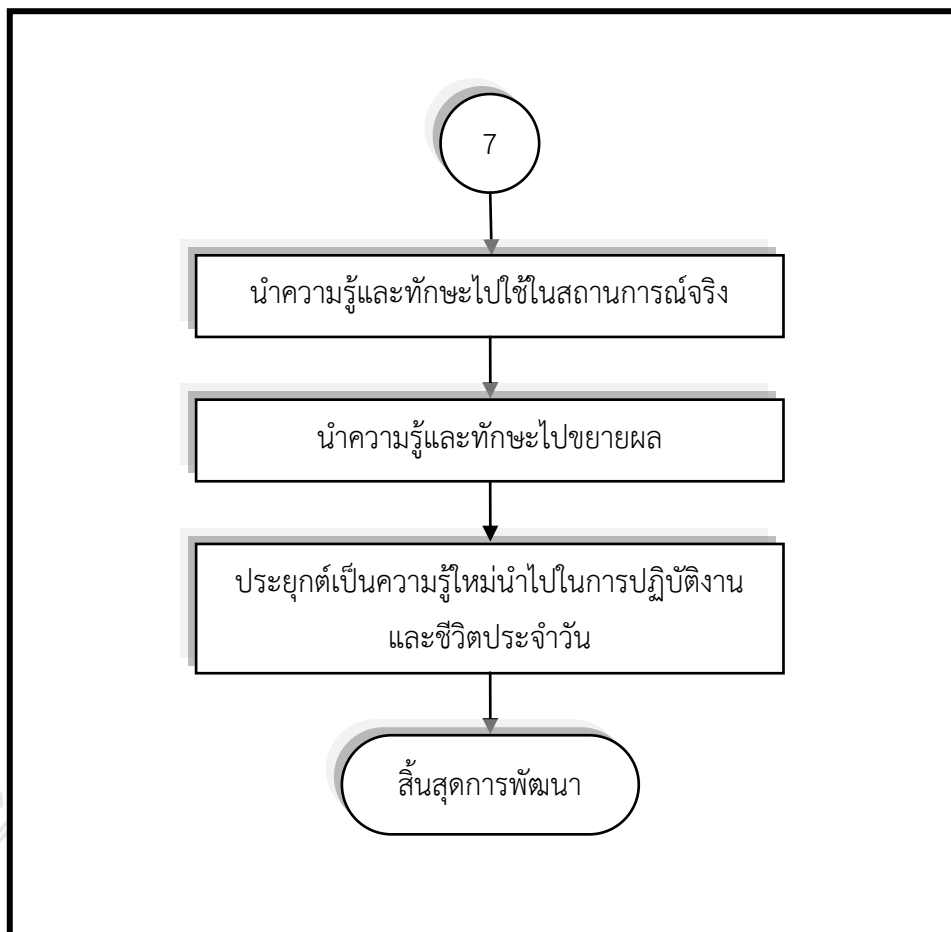 7
นำความรู้และทักษะไปใช้ในสถานการณ์จริง
นำความรู้และทักษะไปขยายผล
ประยุกต์เป็นความรู้ใหม่นำไปในการปฏิบัติงาน
และชีวิตประจำวัน
สิ้นสุดการพัฒนา